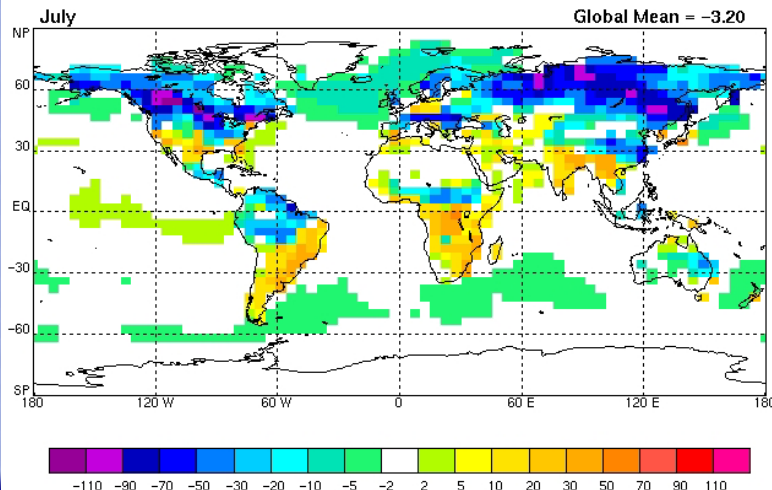 July Global Mean = −3.20
NP
60
30
EQ
−30
−60
SP
180 120 W 60 W 0 60 E 120 E 180
−110 −90 −70 −50 −30 −20 −10 −5 −2 2 5 10 20 30 50 70 90 110